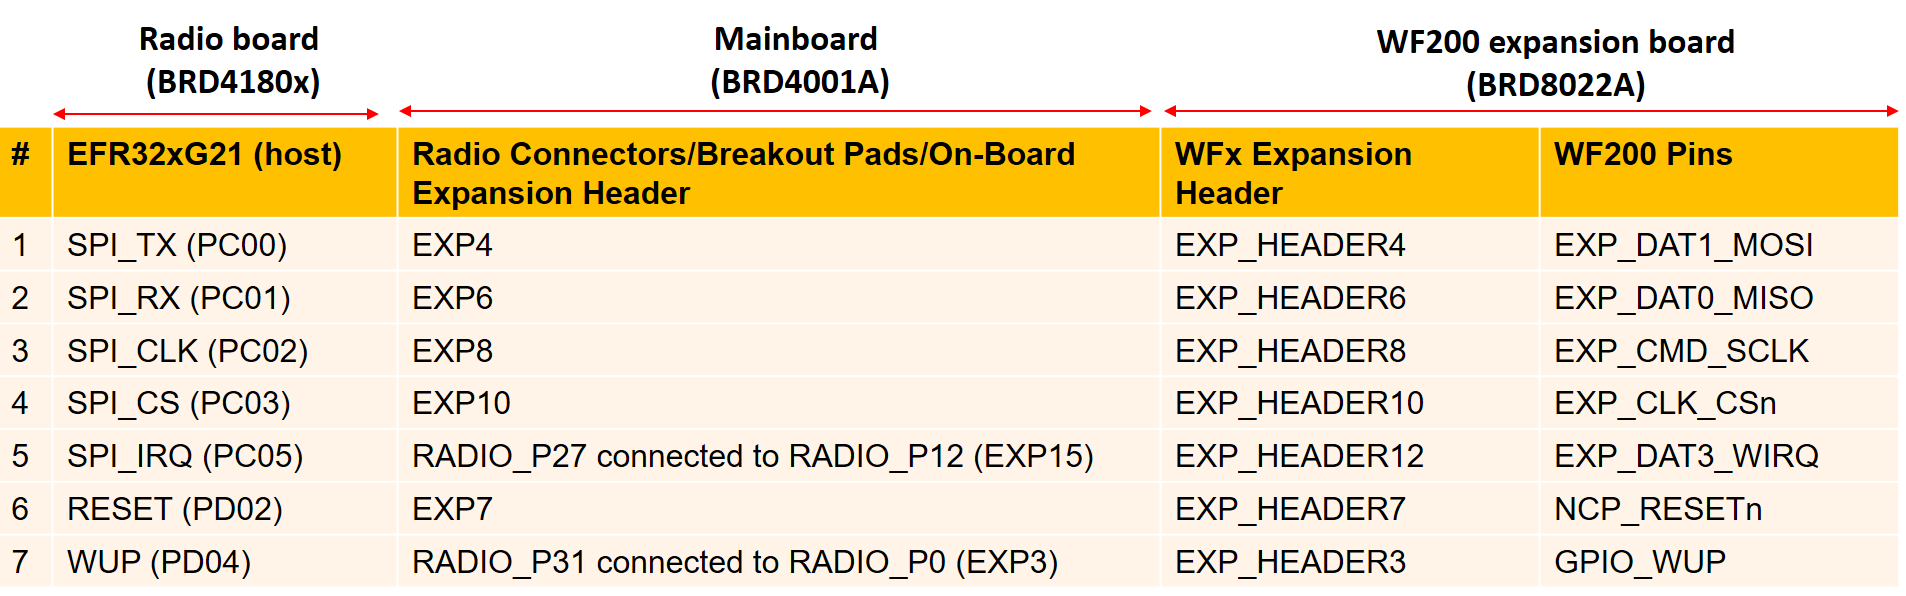 Radio board
(BRD4180x)
Mainboard
(BRD4001A)
WF200 expansion board
(BRD8022A)
# EFR32xG21 (host) Radio Connectors/Breakout Pads/On-Board Expansion Header WFx Expansion Header WF200 Pins
1 SPI_TX (PC00) EXP4 EXP_HEADER4 EXP_DAT1_MOSI
2 SPI_RX (PC01) EXP6 EXP_HEADER6 EXP_DAT0_MISO
3 SPI_CLK (PC02) EXP8 EXP_HEADER8 EXP_CMD_SCLK
4 SPI_CS (PC03) EXP10 EXP_HEADER10 EXP_CLK_CSn
5 SPI_IRQ (PC05) RADIO_P27 connected to RADIO_P12 (EXP15) EXP_HEADER12 EXP_DAT3_WIRQ
6 RESET (PD02) EXP7 EXP_HEADER7 NCP_RESETn
7 WUP (PD04) RADIO_P31 connected to RADIO_P0 (EXP3) EXP_HEADER3 GPIO_WUP